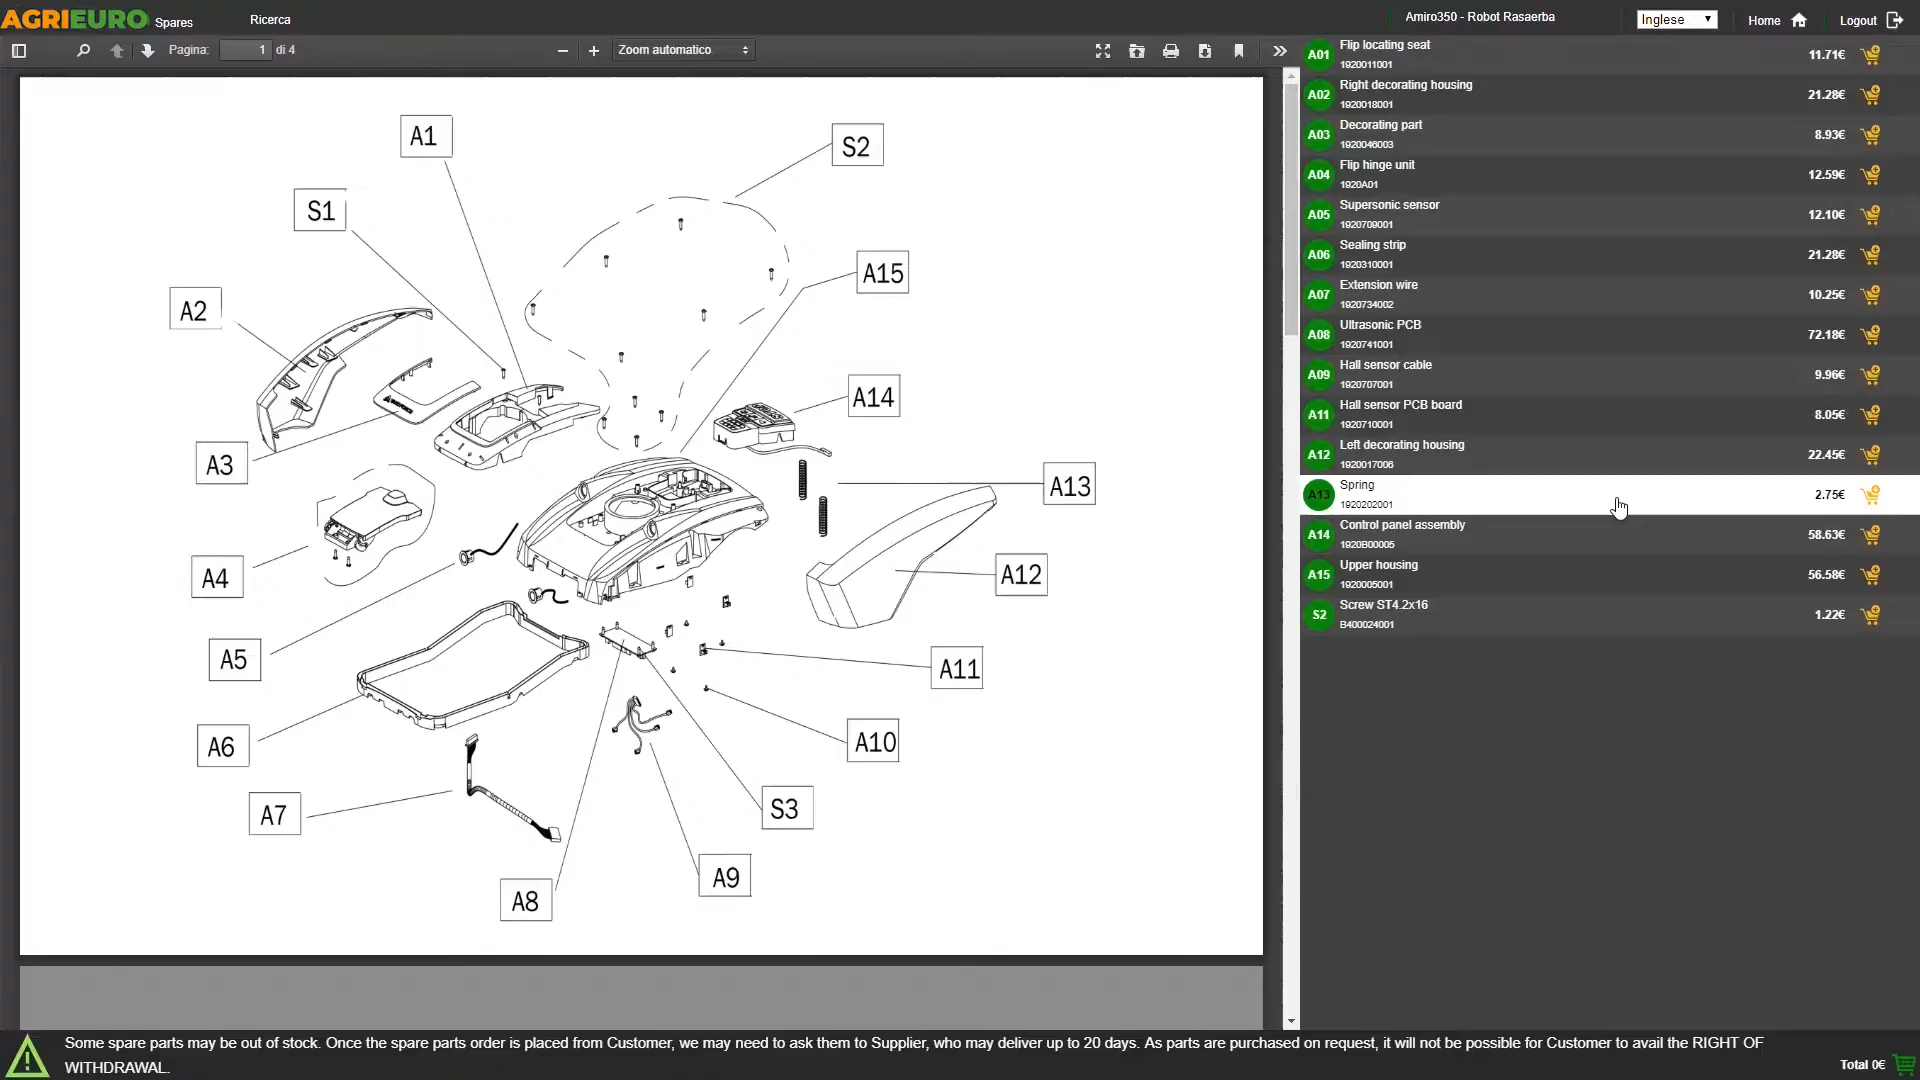 AGRIEURO Spares
Ricerca
Amiro350 - Robot Rasaerba
Inglese
Home
Logout
Pagina:
1
di 4
Zoom automatico
A1
S2
S1
A15
A2
A14
A3
A13
A4
A12
A5
A11
A6
A10
A7
S3
A9
A8
A01 Flip locating seat 11.71€
1920011001
A02 Right decorating housing 21.28€
1920018001
A03 Decorating part 8.93€
1920046003
A04 Flip hinge unit 12.59€
1920A01
A05 Supersonic sensor 12.10€
1920709001
A06 Sealing strip 21.28€
1920310001
A07 Extension wire 10.25€
1920734002
A08 Ultrasonic PCB 72.18€
1920741001
A09 Hall sensor cable 9.96€
1920707001
A11 Hall sensor PCB board 8.05€
1920710001
A12 Left decorating housing 22.45€
1920017006
A13 Spring 2.75€
1920202001
A14 Control panel assembly 58.63€
1920B00005
A15 Upper housing 56.58€
1920005001
S2 Screw ST4.2x16 1.22€
B400024001
Some spare parts may be out of stock. Once the spare parts order is placed from Customer, we may need to ask them to Supplier, who may deliver up to 20 days. As parts are purchased on request, it will not be possible for Customer to avail the RIGHT OF
WITHDRAWAL.
Total 0€